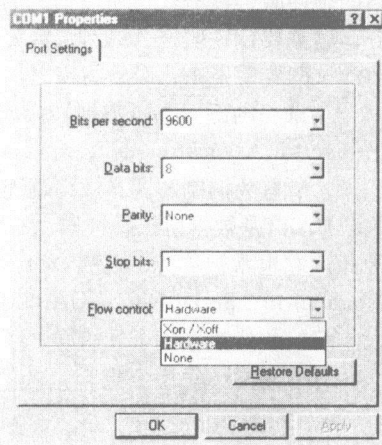 COM1 Properties
Port Settings
Bits per second: 9600
Data bits: 8
Parity: None
Stop bits: 1
Flow control: Hardware
Xon / Xoff
Hardware
None
Restore Defaults
OK Cancel Apply